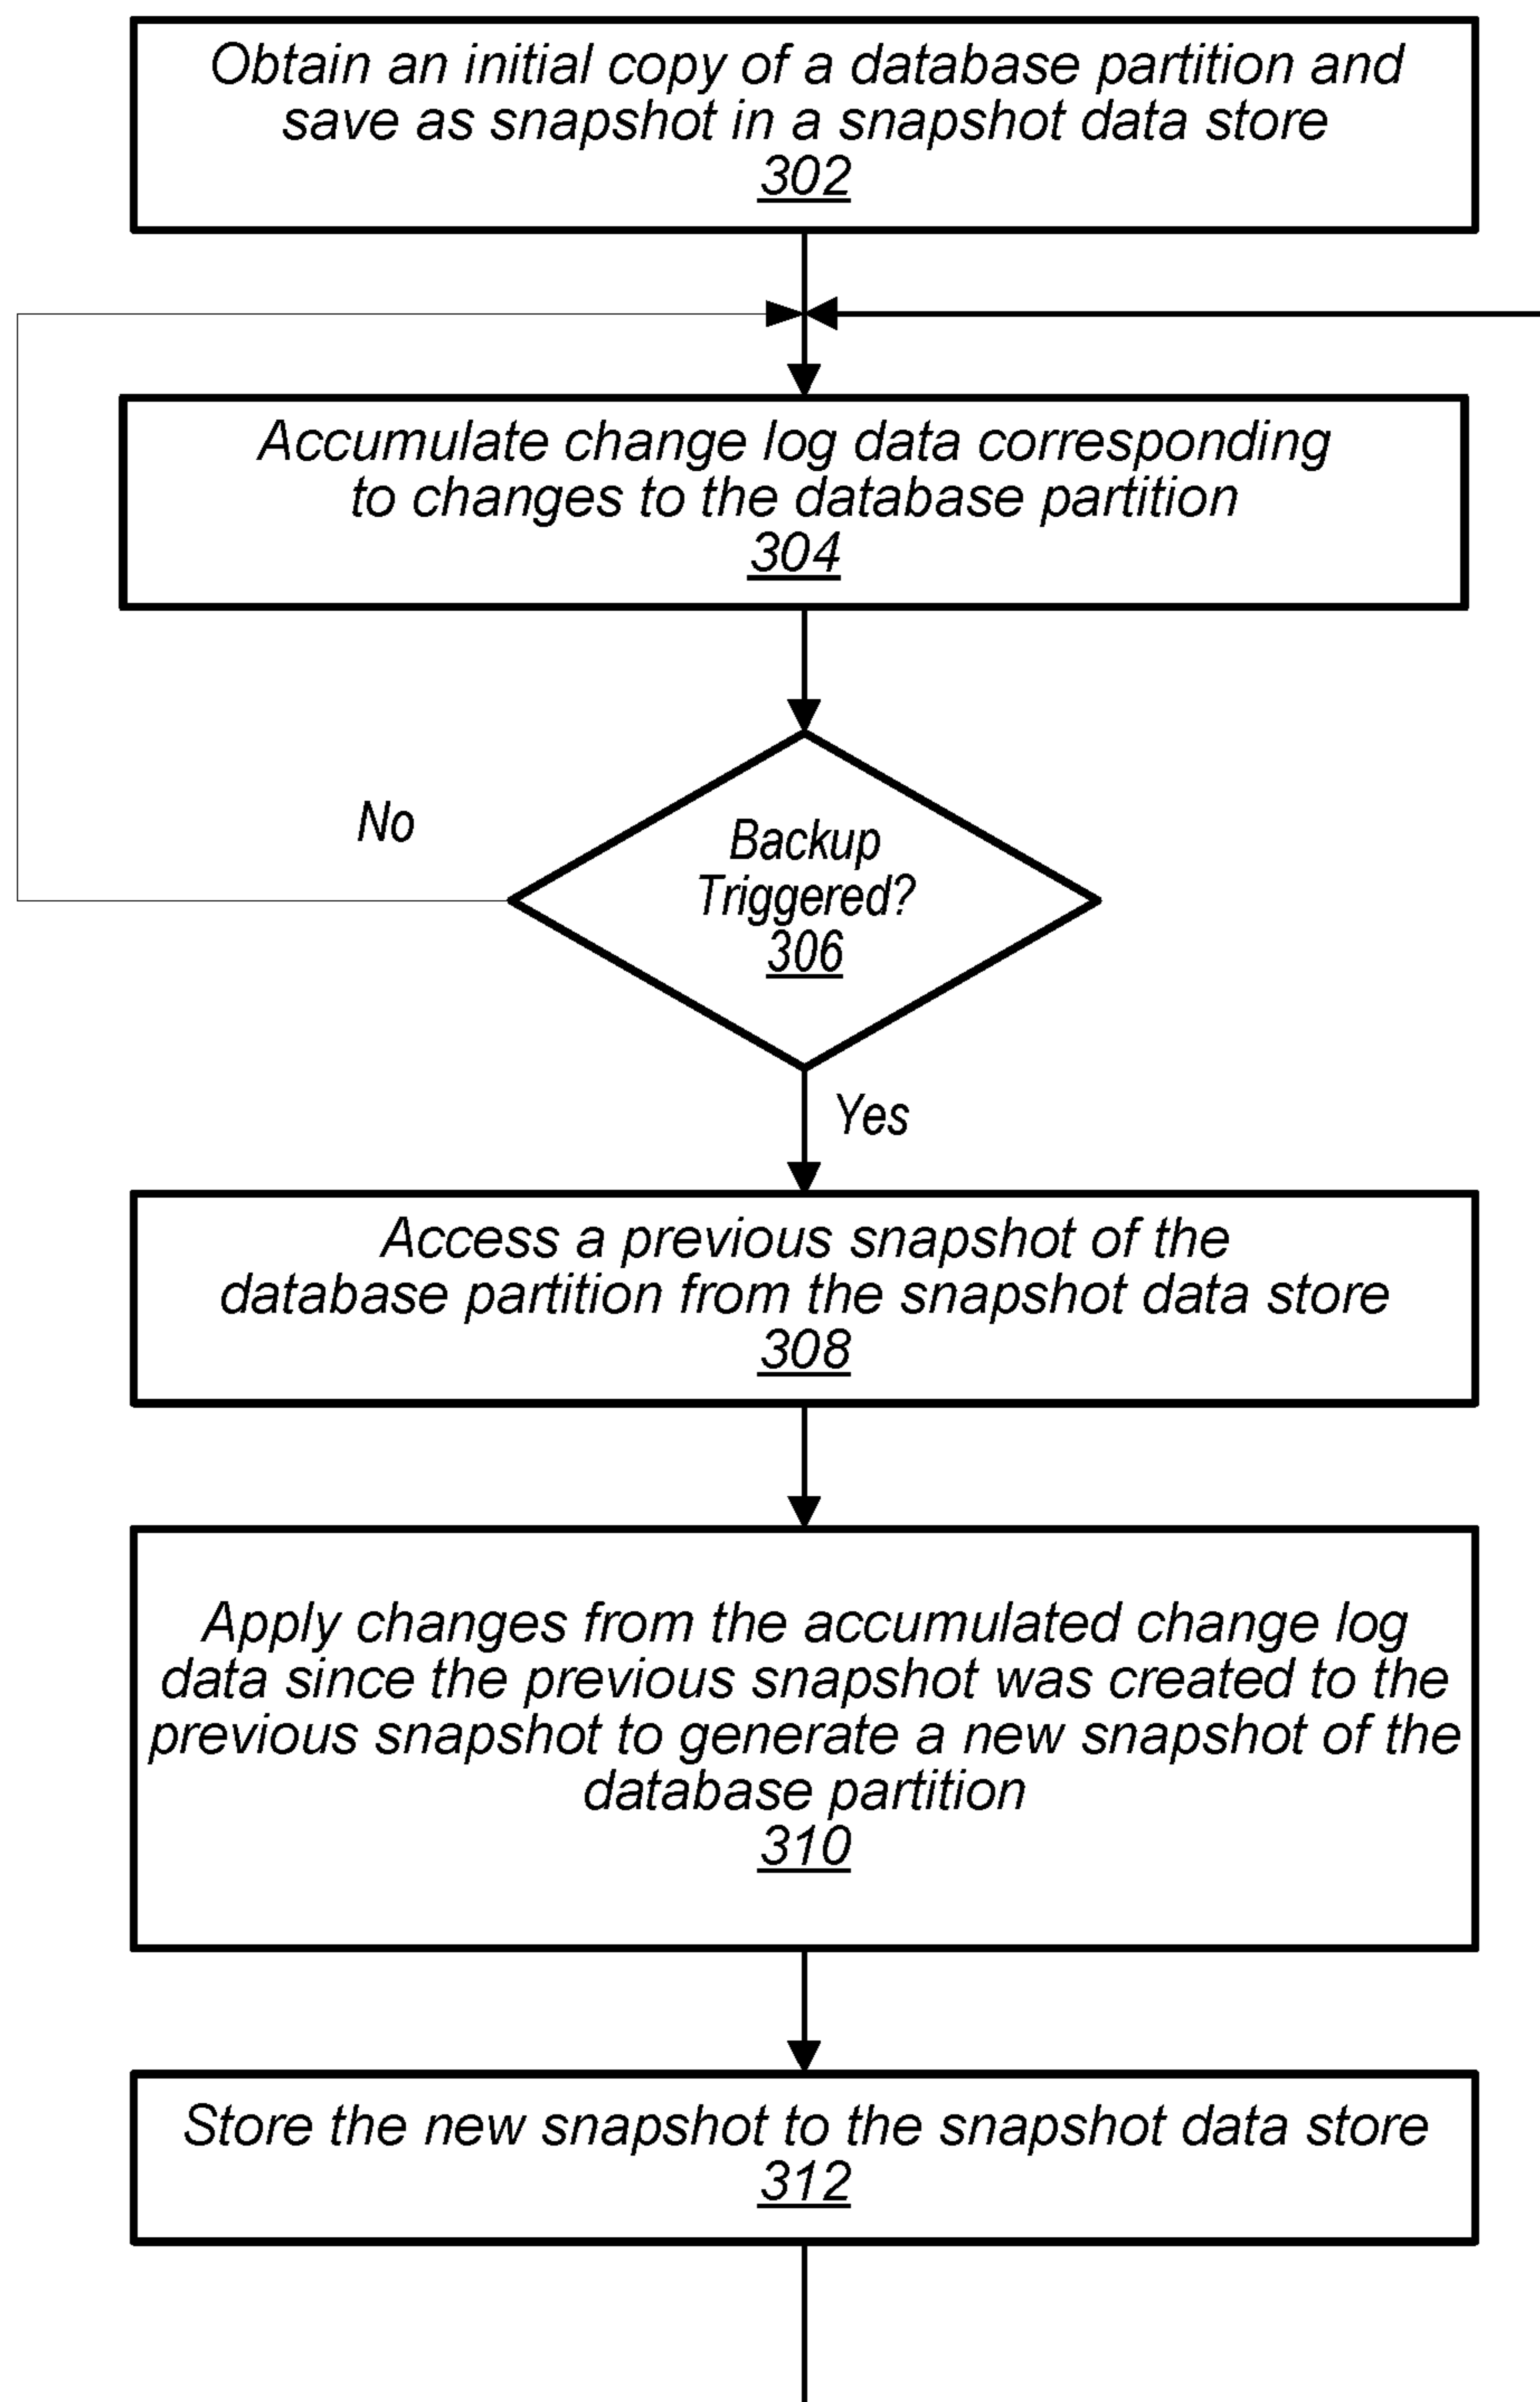 Obtain an initial copy of a database partition and
save as snapshot in a snapshot data store
302
Accumulate change log data corresponding
to changes to the database partition
304
No
Backup
Triggered?
306
Yes
Access a previous snapshot of the
database partition from the snapshot data store
308
Apply changes from the accumulated change log
data since the previous snapshot was created to the
previous snapshot to generate a new snapshot of the
database partition
310
Store the new snapshot to the snapshot data store
312